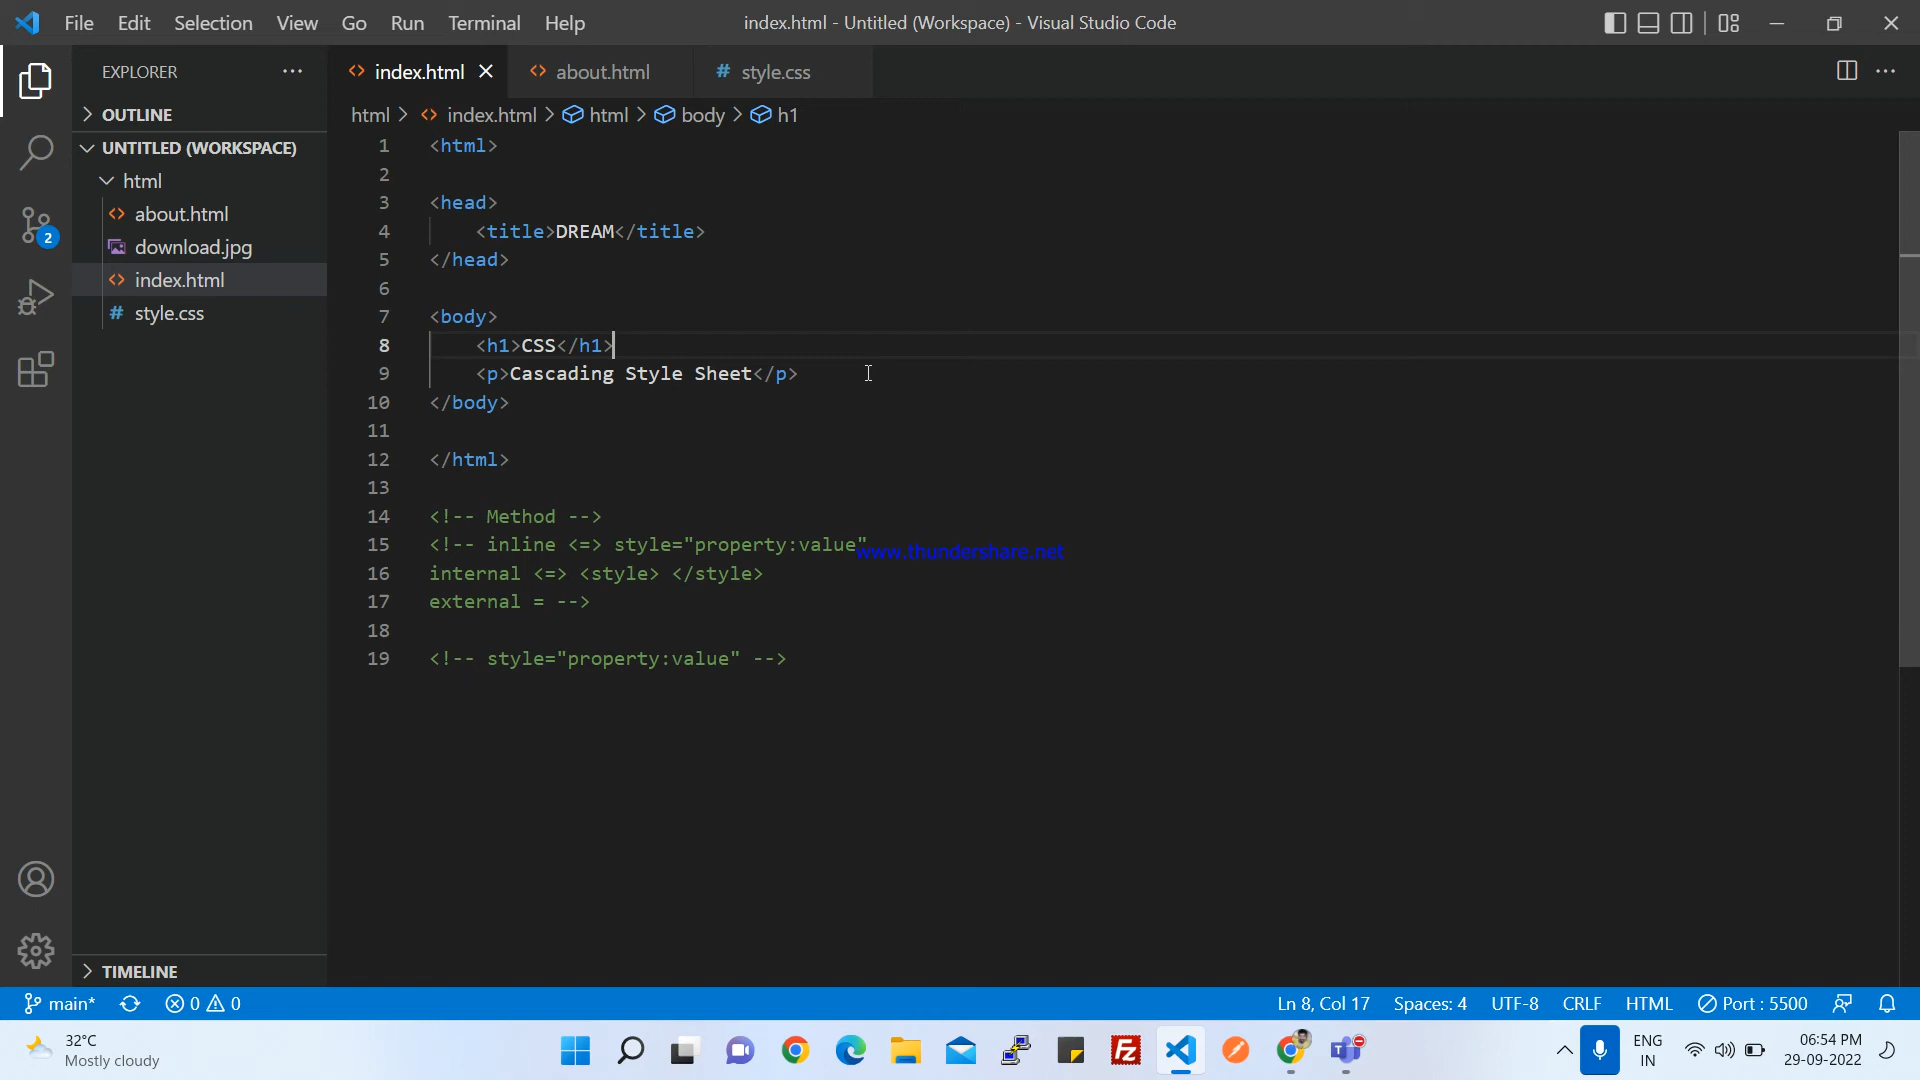 File Edit Selection View Go Run Terminal Help
index.html - Untitled (Workspace) - Visual Studio Code
EXPLORER
OUTLINE
UNTITLED (WORKSPACE)
html
about.html
download.jpg
index.html
style.css
TIMELINE
index.html about.html style.css
html > index.html > html > body > h1
1 <html>
2
3 <head>
4 <title>DREAM</title>
5 </head>
6
7 <body>
8 <h1>CSS</h1>
9 <p>Cascading Style Sheet</p>
10 </body>
11
12 </html>
13
14 <!-- Method -->
15 <!-- inline <=> style="property:value"
www.thundershare.net
16 internal <=> <style> </style>
17 external = -->
18
19 <!-- style="property:value" -->
2
main* 0 0
Ln 8, Col 17 Spaces: 4 UTF-8 CRLF HTML Port : 5500
32°C
Mostly cloudy
ENG
IN
06:54 PM
29-09-2022